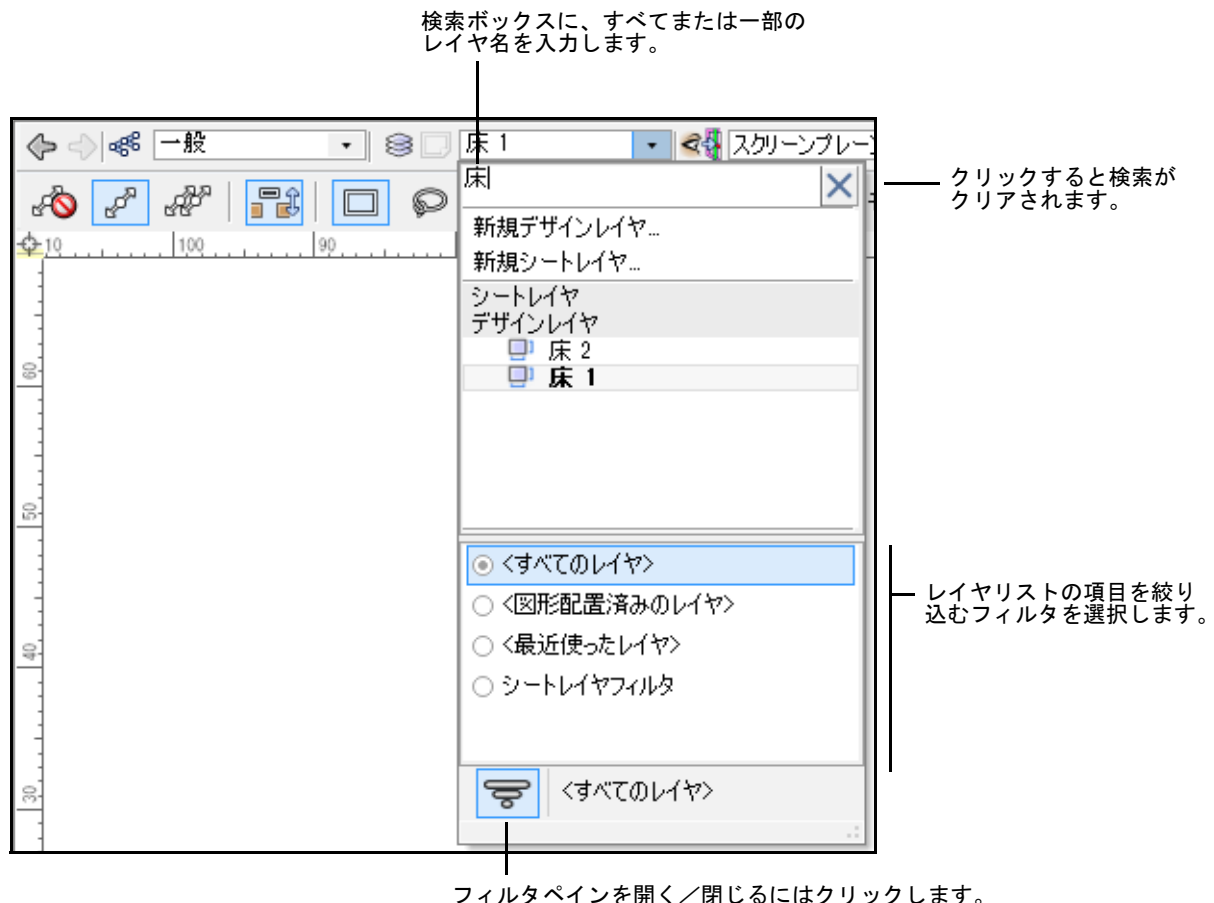 検索ボックスに、すべてまたは一部の
レイヤ名を入力します。
一般
床 1
スクリーンプレーン
床
クリックすると検索が
クリアされます。
新規デザインレイヤ...
新規シートレイヤ...
10 100 90
シートレイヤ
デザインレイヤ
床 2
床 1
60
50
<すべてのレイヤ>
<図形配置済みのレイヤ>
<最近使ったレイヤ>
シートレイヤフィルタ
レイヤリストの項目を絞り
込むフィルタを選択します。
40
30
<すべてのレイヤ>
フィルタペインを開く／閉じるにはクリックします。